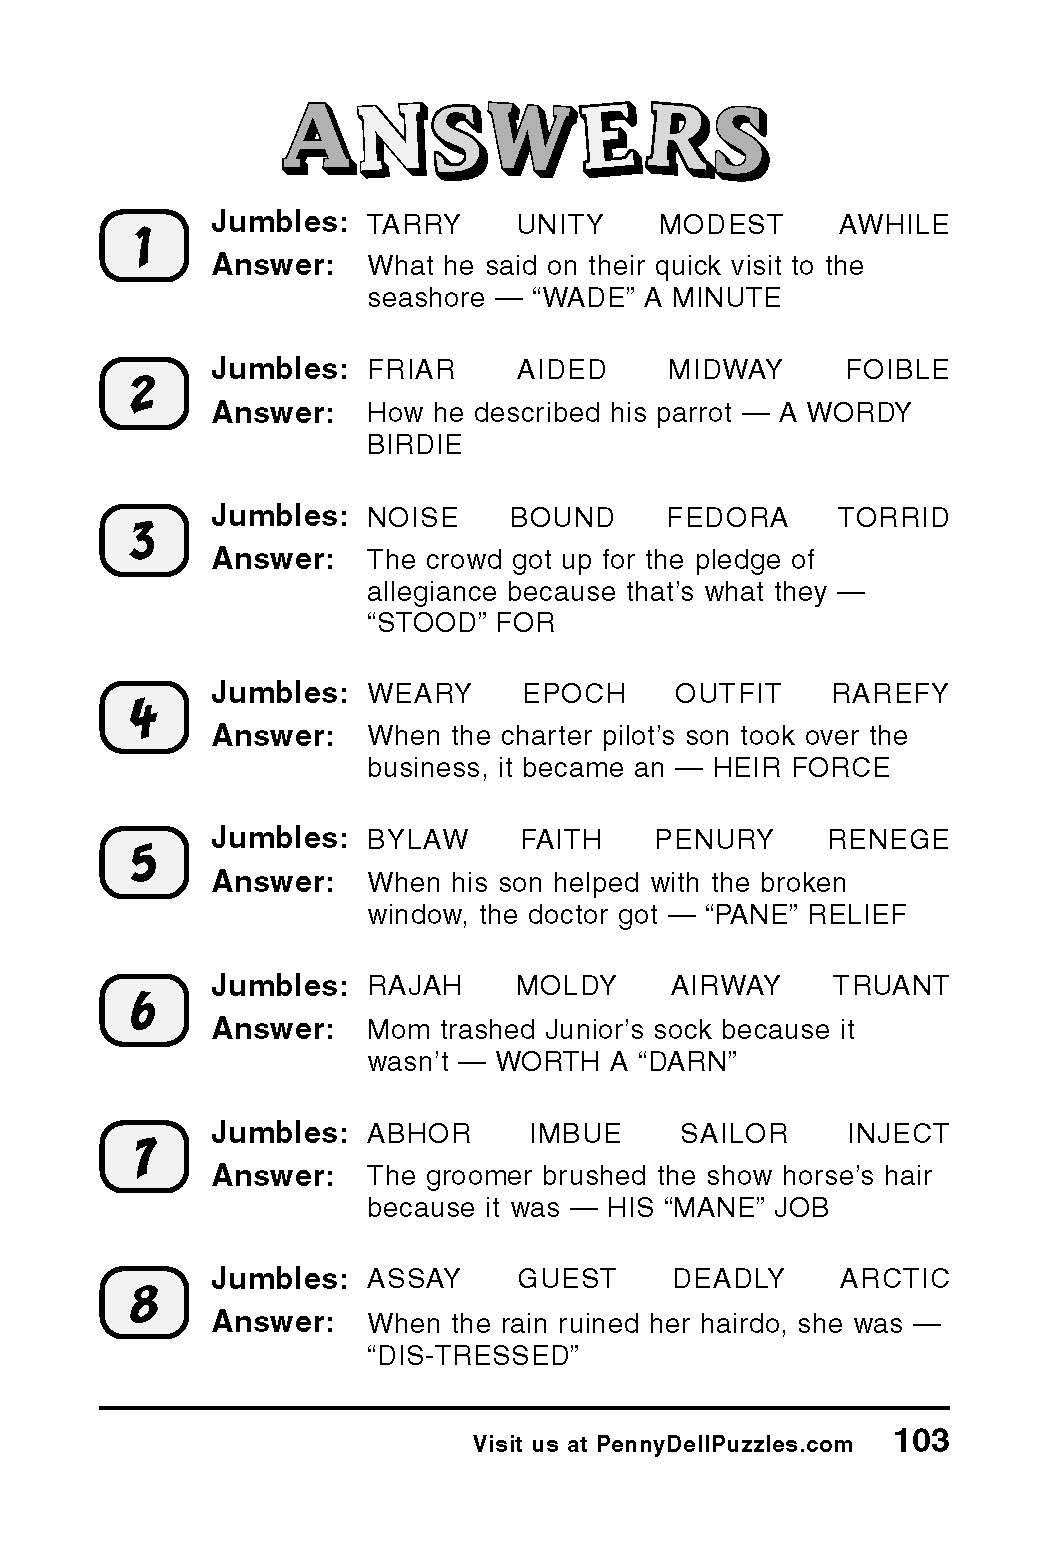 ANSWERS
1 Jumbles: TARRY UNITY MODEST AWHILE
Answer: What he said on their quick visit to the
seashore — “WADE” A MINUTE
2 Jumbles: FRIAR AIDED MIDWAY FOIBLE
Answer: How he described his parrot — A WORDY
BIRDIE
3 Jumbles: NOISE BOUND FEDORA TORRID
Answer: The crowd got up for the pledge of
allegiance because that’s what they —
“STOOD” FOR
4 Jumbles: WEARY EPOCH OUTFIT RAREFY
Answer: When the charter pilot’s son took over the
business, it became an — HEIR FORCE
5 Jumbles: BYLAW FAITH PENURY RENEGE
Answer: When his son helped with the broken
window, the doctor got — “PANE” RELIEF
6 Jumbles: RAJAH MOLDY AIRWAY TRUANT
Answer: Mom trashed Junior’s sock because it
wasn’t — WORTH A “DARN”
7 Jumbles: ABHOR IMBUE SAILOR INJECT
Answer: The groomer brushed the show horse’s hair
because it was — HIS “MANE” JOB
8 Jumbles: ASSAY GUEST DEADLY ARCTIC
Answer: When the rain ruined her hairdo, she was —
“DIS-TRESSED”
Visit us at PennyDellPuzzles.com 103